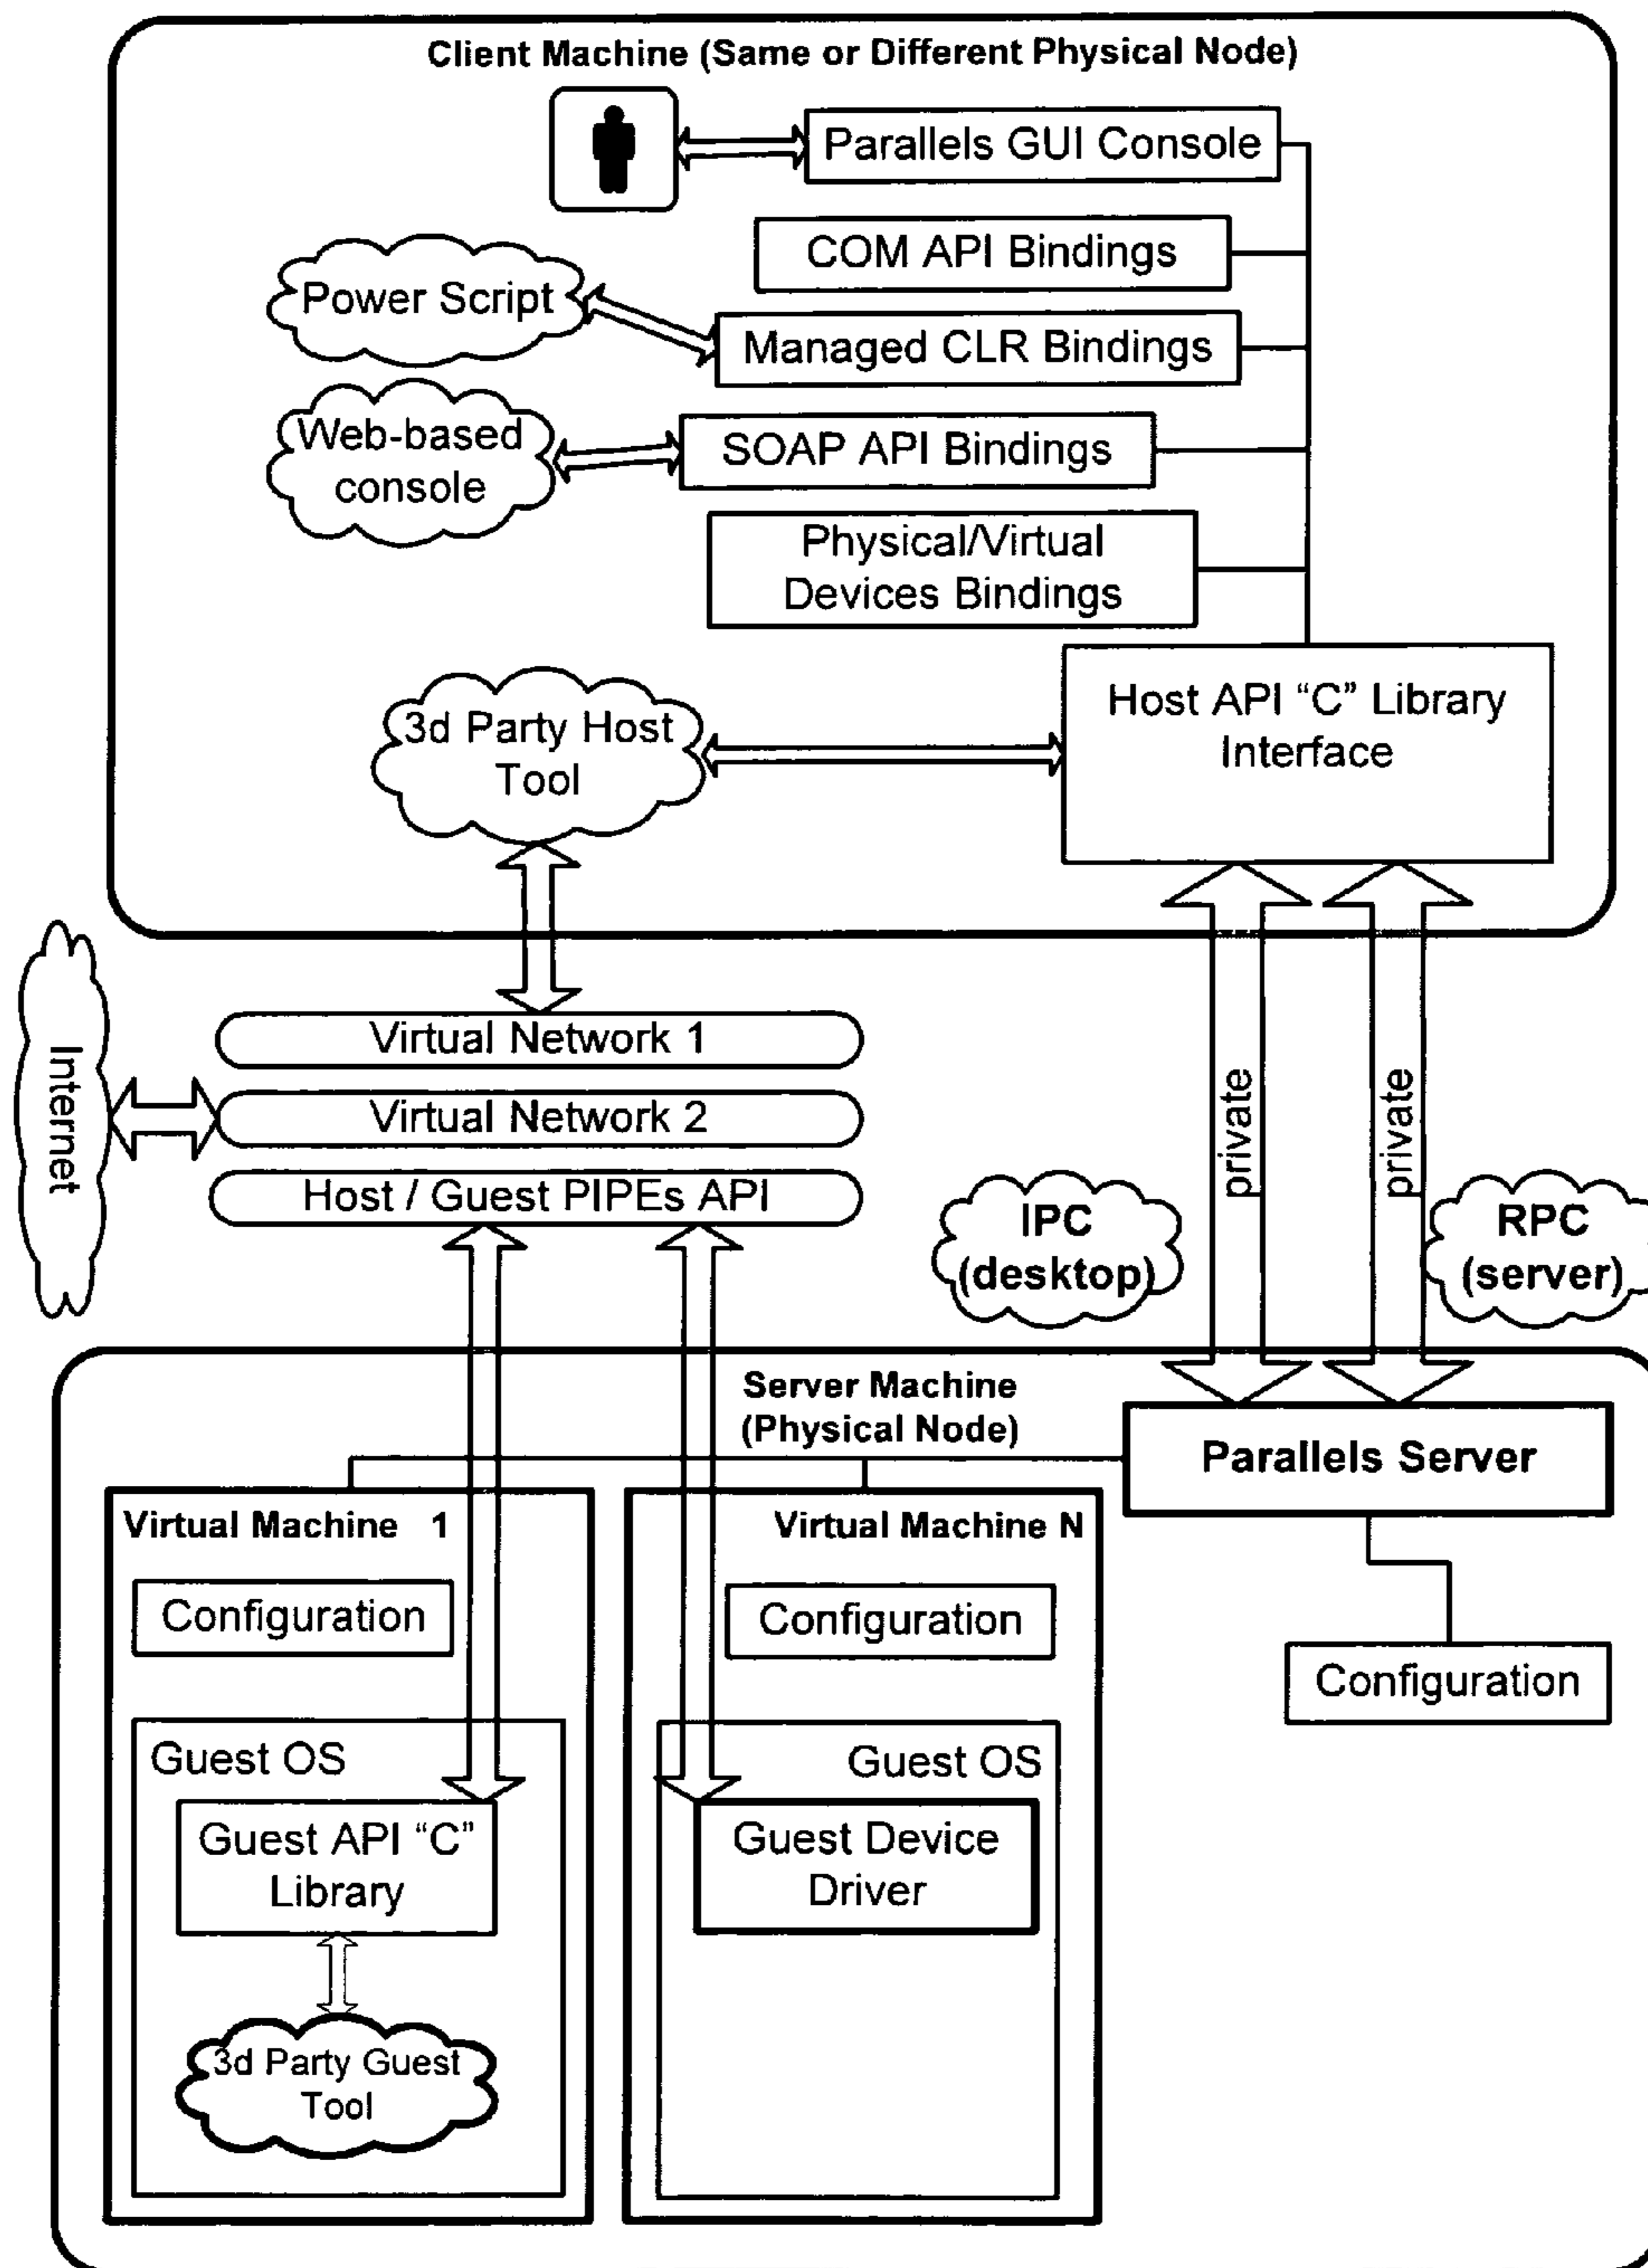 Client Machine (Same or Different Physical Node)
Parallels GUI Console
COM API Bindings
Power Script
Managed CLR Bindings
Web-based
console
SOAP API Bindings
Physical/Virtual
Devices Bindings
3d Party Host
Tool
Host API “C” Library
Interface
Internet
Virtual Network 1
Virtual Network 2
Host / Guest PIPEs API
private
private
IPC
(desktop)
RPC
(server)
Server Machine
(Physical Node)
Parallels Server
Virtual Machine 1
Virtual Machine N
Configuration
Configuration
Configuration
Guest OS
Guest OS
Guest API “C”
Library
Guest Device
Driver
3d Party Guest
Tool